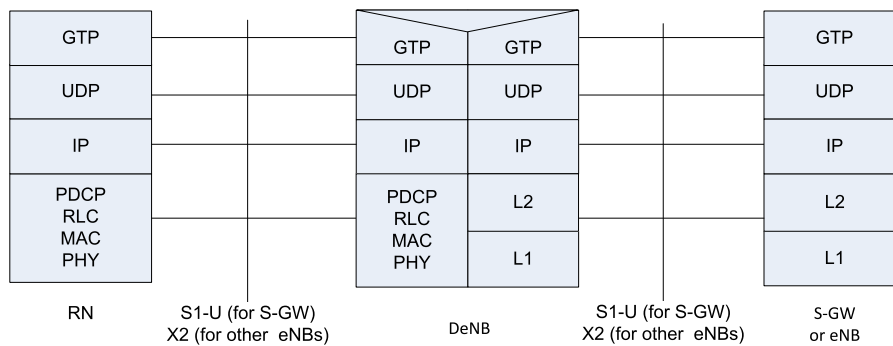 GTP
UDP
IP
PDCP
RLC
MAC
PHY
RN
S1-U (for S-GW)
X2 (for other eNBs)
GTP
GTP
UDP
UDP
IP
IP
PDCP
RLC
MAC
PHY
L2
L1
DeNB
S1-U (for S-GW)
X2 (for other eNBs)
GTP
UDP
IP
L2
L1
S-GW
or eNB